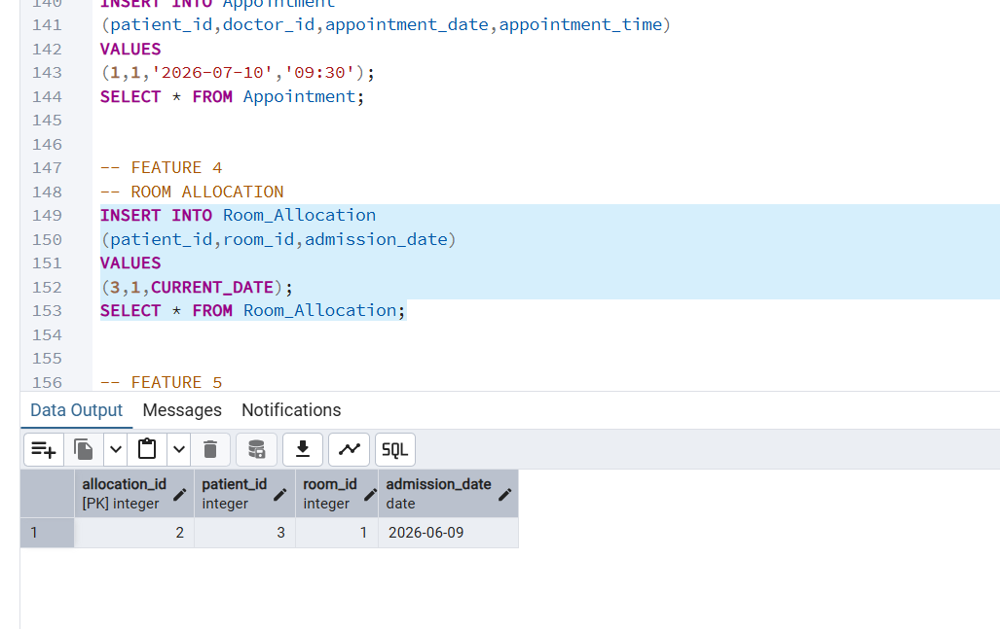 140 INSERT INTO Appointment
141 (patient_id,doctor_id,appointment_date,appointment_time)
142 VALUES
143 (1,1,'2026-07-10','09:30');
144 SELECT * FROM Appointment;
145
146
147 -- FEATURE 4
148 -- ROOM ALLOCATION
149 INSERT INTO Room_Allocation
150 (patient_id,room_id,admission_date)
151 VALUES
152 (3,1,CURRENT_DATE);
153 SELECT * FROM Room_Allocation;
154
155
156 -- FEATURE 5
Data Output Messages Notifications
SQL
allocation_id patient_id room_id admission_date
[PK] integer integer integer date
1 2 3 1 2026-06-09